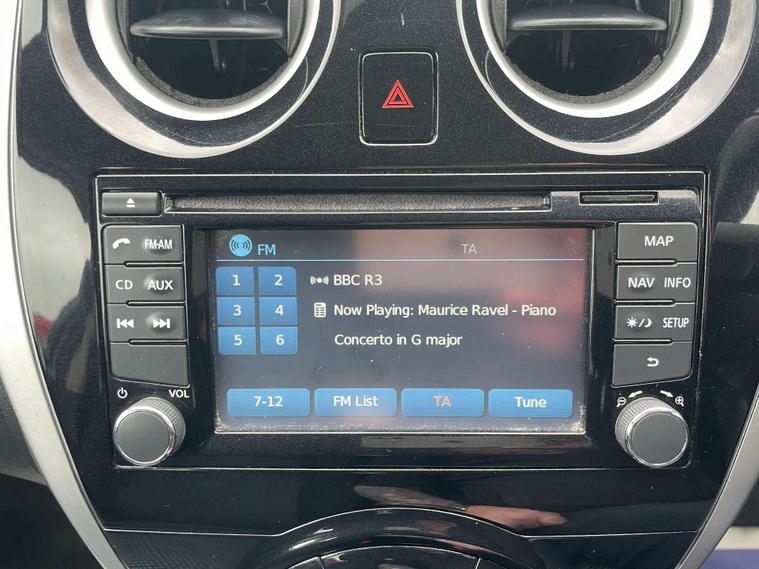 FM TA
1 2 BBC R3
3 4 Now Playing: Maurice Ravel - Piano
5 6 Concerto in G major
7-12 FM List TA Tune
FM-AM
CD AUX
VOL
MAP
NAV INFO
SETUP